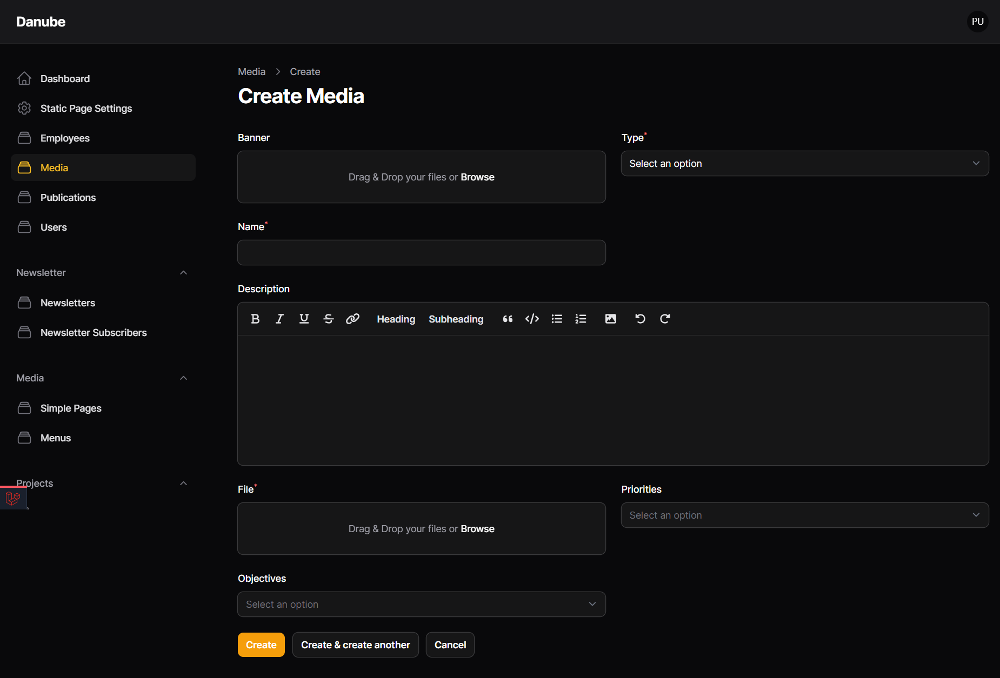 Danube
PU
Dashboard
Static Page Settings
Employees
Media
Publications
Users
Newsletter
Newsletters
Newsletter Subscribers
Media
Simple Pages
Menus
Projects
Media > Create
Create Media
Banner
Drag & Drop your files or Browse
Type*
Select an option
Name*
Description
Heading Subheading
File*
Drag & Drop your files or Browse
Priorities
Select an option
Objectives
Select an option
Create
Create & create another
Cancel